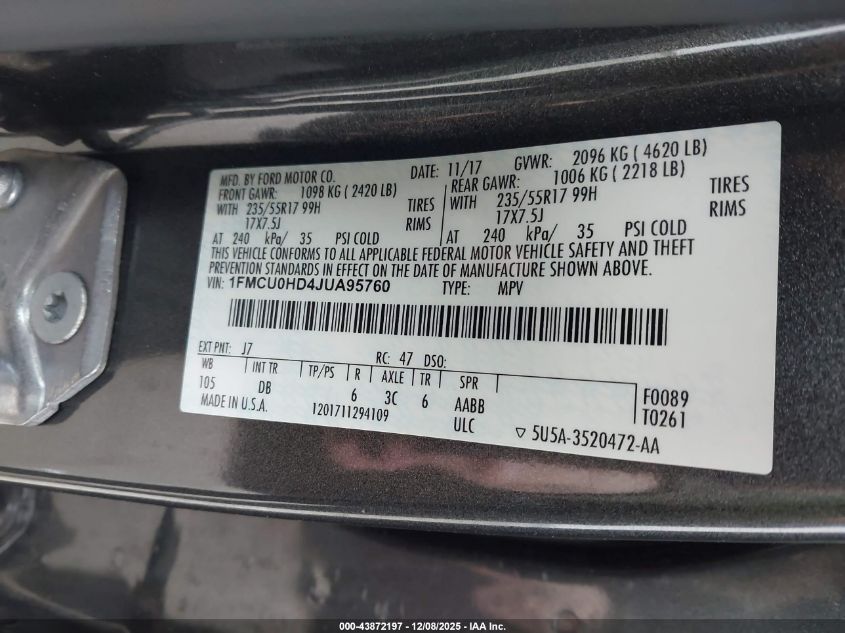 MFD. BY FORD MOTOR CO. DATE: 11/17 GVWR: 2096 KG ( 4620 LB)
FRONT GAWR: 1098 KG ( 2420 LB) REAR GAWR: 1006 KG ( 2218 LB)
WITH 235/55R17 99H TIRES WITH 235/55R17 99H TIRES
17X7.5J RIMS 17X7.5J RIMS
AT 240 kPa/ 35 PSI COLD AT 240 kPa/ 35 PSI COLD
THIS VEHICLE CONFORMS TO ALL APPLICABLE FEDERAL MOTOR VEHICLE SAFETY AND THEFT
PREVENTION STANDARDS IN EFFECT ON THE DATE OF MANUFACTURE SHOWN ABOVE.
VIN: 1FMCU0HD4JUA95760 TYPE: MPV
EXT PNT: J7 RC: 47 DSO:
WB INT TR TP/PS R AXLE TR SPR F0089
105 DB 6 3C 6 AABB T0261
MADE IN U.S.A. 1201711294109 ULC ▽ 5U5A-3520472-AA
000-43872197 - 12/08/2025 - IAA Inc.